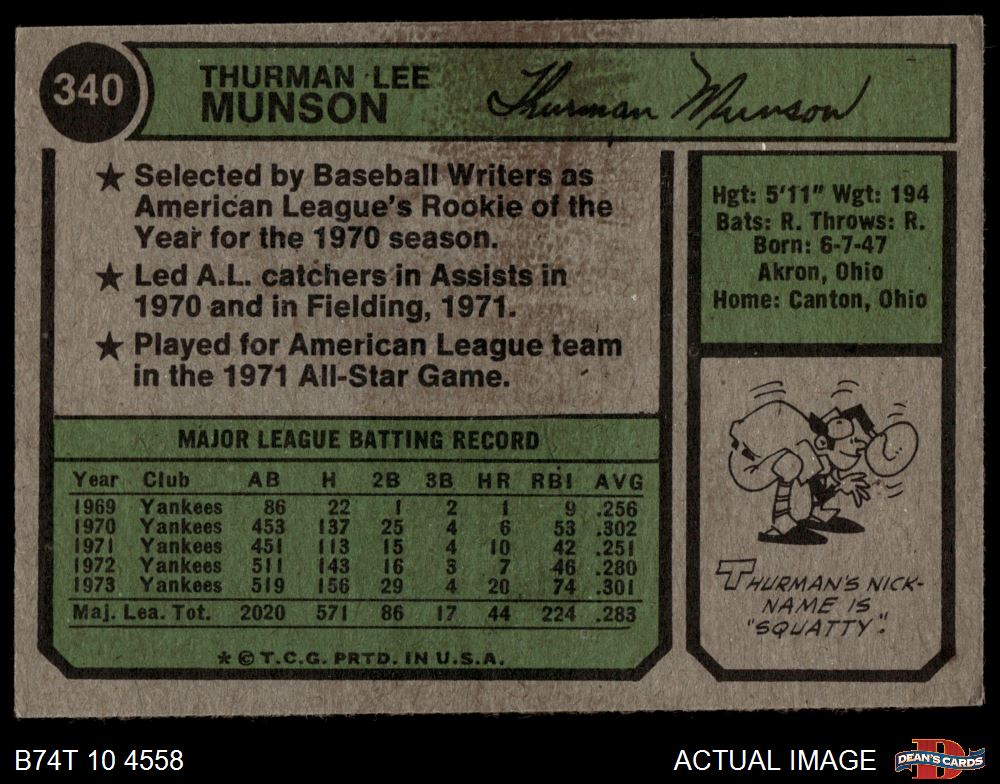 340
THURMAN LEE
MUNSON
Thurman Munson
★ Selected by Baseball Writers as
American League's Rookie of the
Year for the 1970 season.
★ Led A.L. catchers in Assists in
1970 and in Fielding, 1971.
★ Played for American League team
in the 1971 All-Star Game.
Hgt: 5'11" Wgt: 194
Bats: R. Throws: R.
Born: 6-7-47
Akron, Ohio
Home: Canton, Ohio
MAJOR LEAGUE BATTING RECORD
Year Club AB H 2B 3B HR RBI AVG
1969 Yankees 86 22 1 2 1 9 .256
1970 Yankees 453 137 25 4 6 53 .302
1971 Yankees 451 113 15 4 10 42 .251
1972 Yankees 511 143 16 3 7 46 .280
1973 Yankees 519 156 29 4 20 74 .301
Maj. Lea. Tot. 2020 571 86 17 44 224 .283
* © T.C.G. PRTD. IN U.S.A.
THURMAN'S NICK-
NAME IS
"SQUATTY".
B74T 10 4558
ACTUAL IMAGE
DEAN'S CARDS